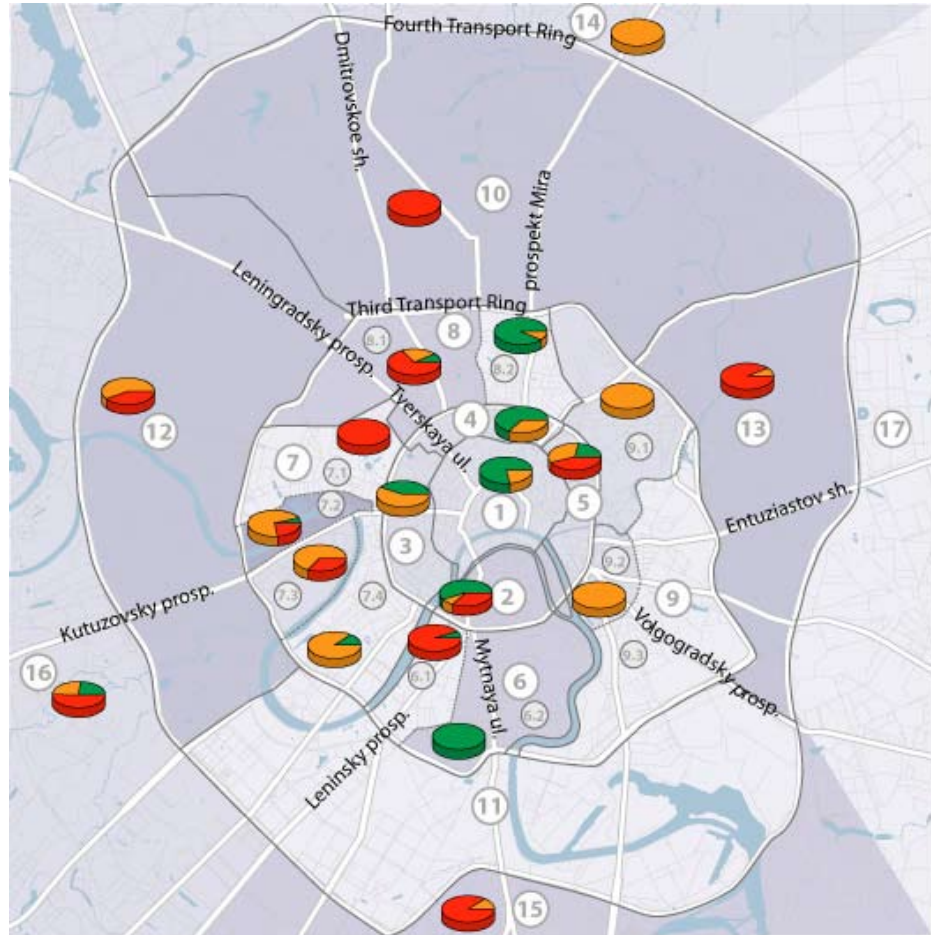 14
Fourth Transport Ring
Dmitrovskoe sh.
10
prospekt Mira
Leningradsky prosp.
Third Transport Ring
8.1
8
8.2
Tverskaya ul.
4
12
9.1
13
17
7
7.1
7.2
1
5
Entuziastov sh.
3
9.2
7.3
7.4
2
9
Kutuzovsky prosp.
Volgogradsky prosp.
9.3
16
6.1
Mytnaya ul.
6
6.2
Leninsky prosp.
11
15